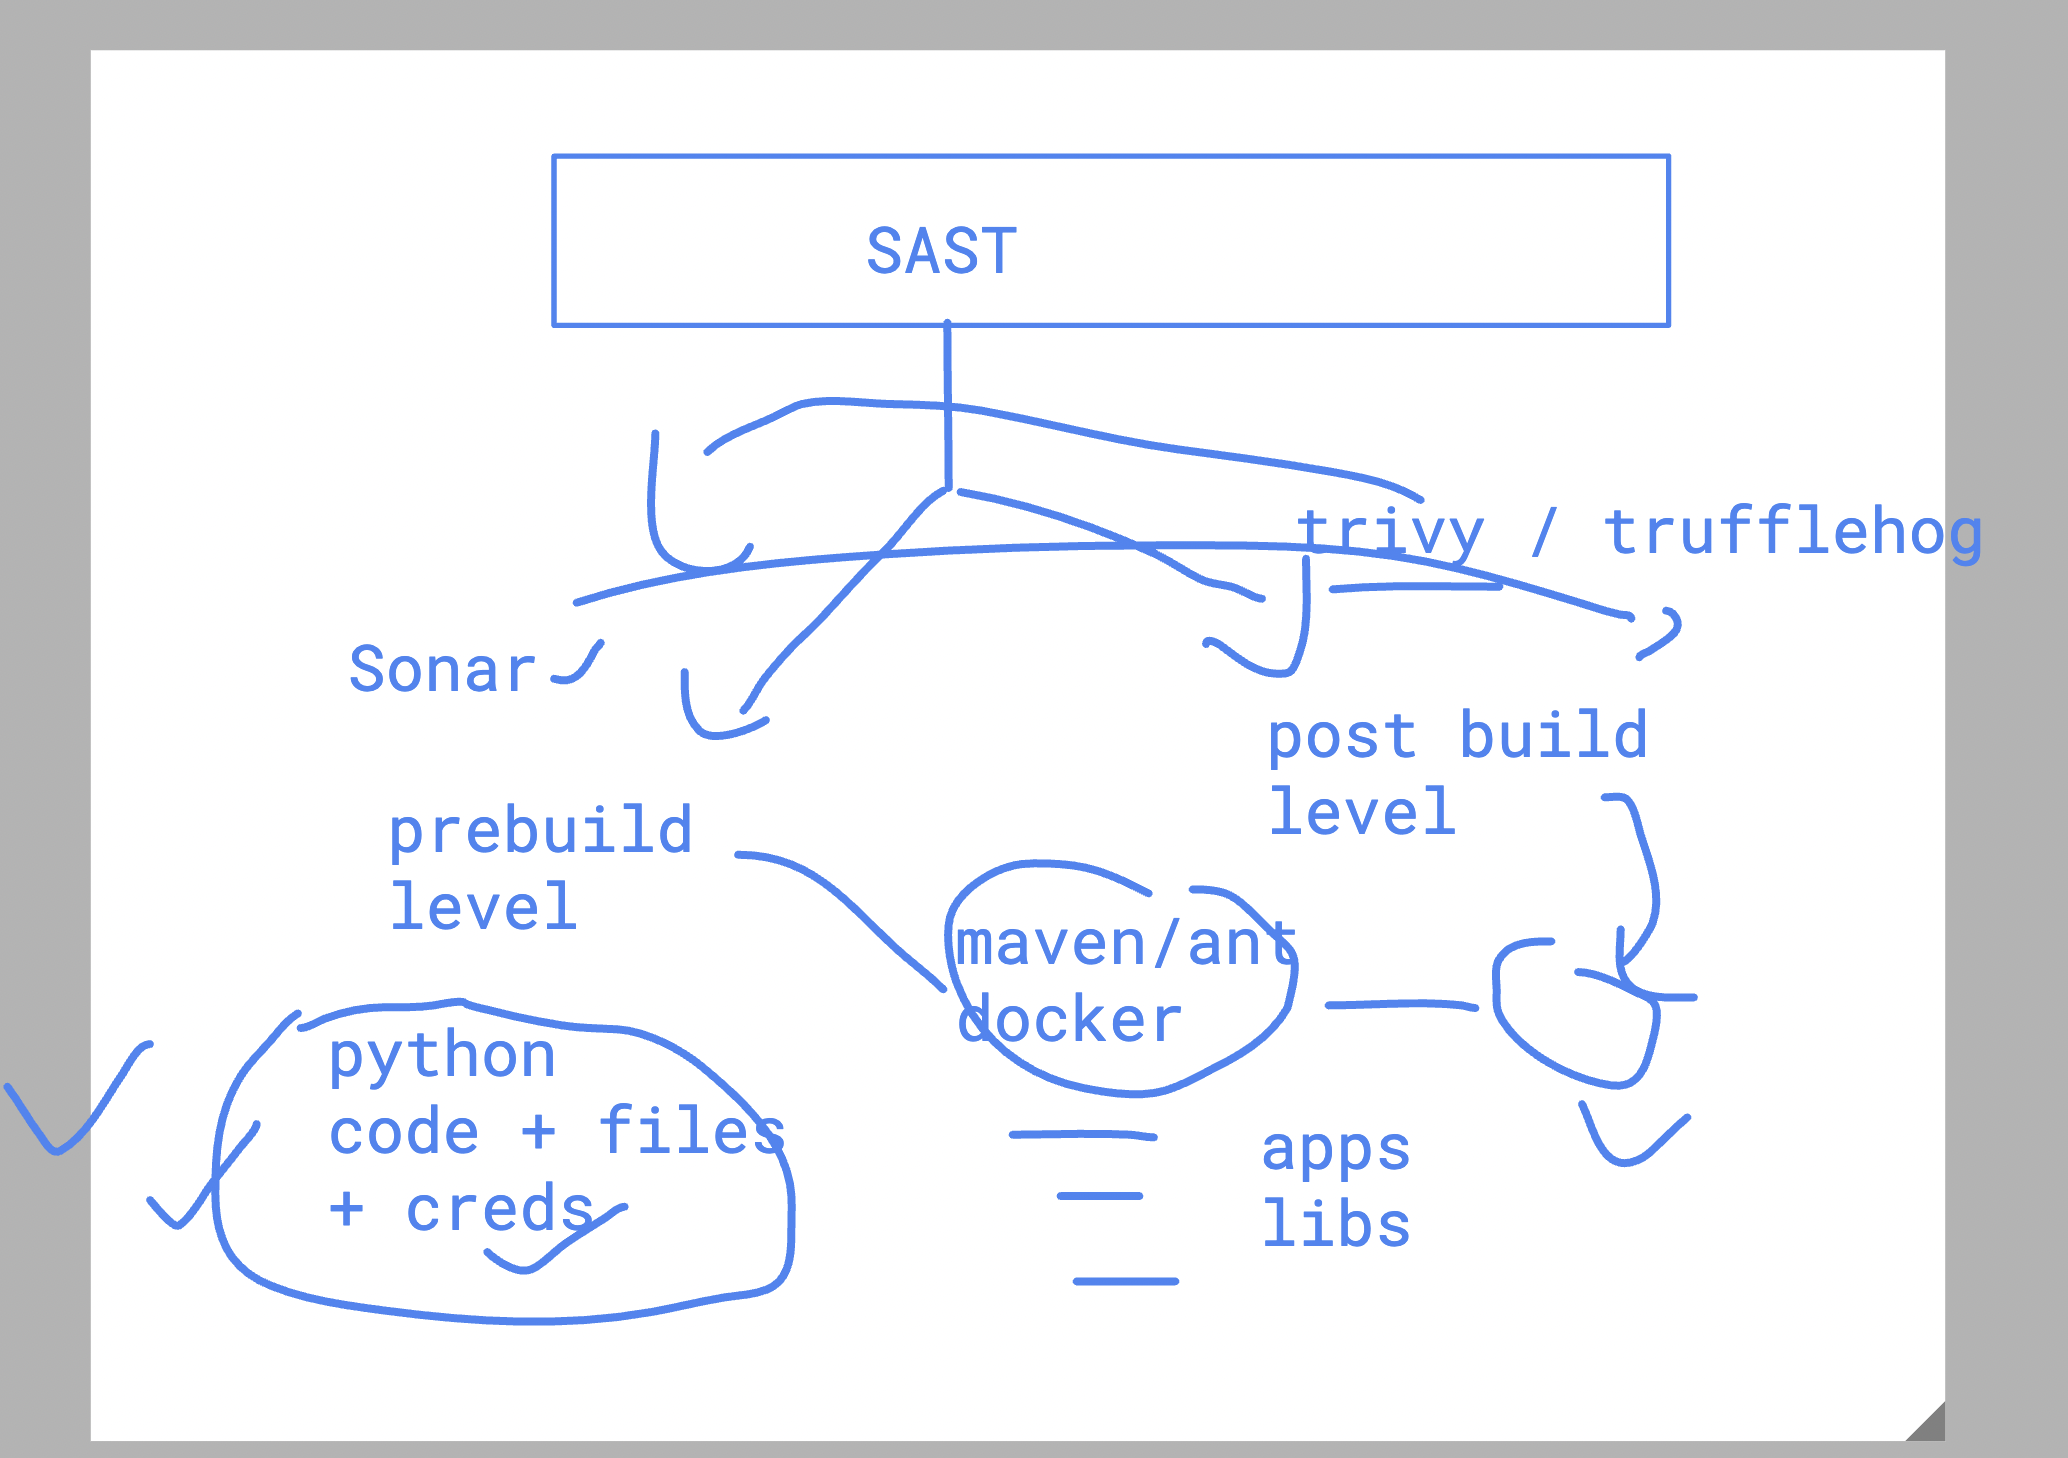 SAST
trivy / trufflehog
Sonar
post build
level
prebuild
level
maven/ant
docker
python
code + files
+ creds
apps
libs